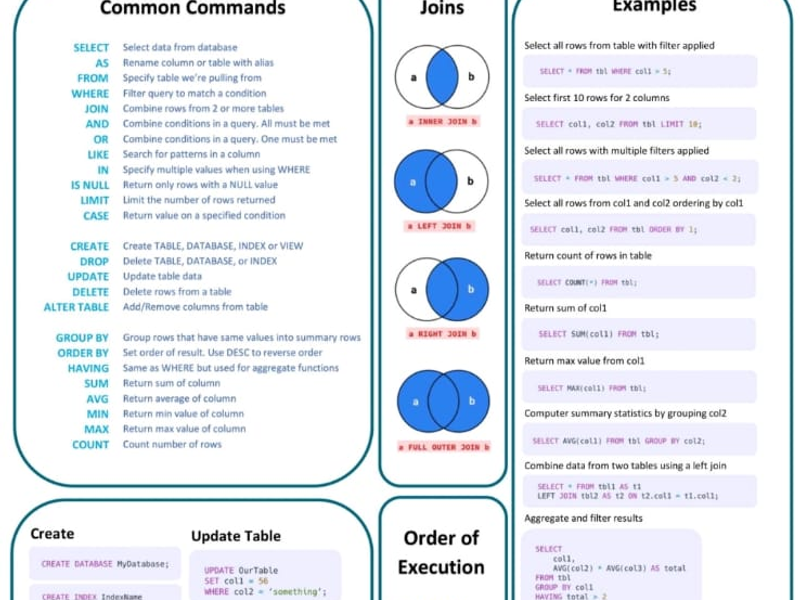 Common Commands
SELECT Select data from database
AS Rename column or table with alias
FROM Specify table we're pulling from
WHERE Filter query to match a condition
JOIN Combine rows from 2 or more tables
AND Combine conditions in a query. All must be met
OR Combine conditions in a query. One must be met
LIKE Search for patterns in a column
IN Specify multiple values when using WHERE
IS NULL Return only rows with a NULL value
LIMIT Limit the number of rows returned
CASE Return value on a specified condition
CREATE Create TABLE, DATABASE, INDEX or VIEW
DROP Delete TABLE, DATABASE, or INDEX
UPDATE Update table data
DELETE Delete rows from a table
ALTER TABLE Add/Remove columns from table
GROUP BY Group rows that have same values into summary rows
ORDER BY Set order of result. Use DESC to reverse order
HAVING Same as WHERE but used for aggregate functions
SUM Return sum of column
AVG Return average of column
MIN Return min value of column
MAX Return max value of column
COUNT Count number of rows
Joins
a b
a INNER JOIN b
a b
a LEFT JOIN b
a b
a RIGHT JOIN b
a b
a FULL OUTER JOIN b
Examples
Select all rows from table with filter applied
SELECT * FROM tbl WHERE col1 > 5;
Select first 10 rows for 2 columns
SELECT col1, col2 FROM tbl LIMIT 10;
Select all rows with multiple filters applied
SELECT * FROM tbl WHERE col1 > 5 AND col2 < 2;
Select all rows from col1 and col2 ordering by col1
SELECT col1, col2 FROM tbl ORDER BY 1;
Return count of rows in table
SELECT COUNT(*) FROM tbl;
Return sum of col1
SELECT SUM(col1) FROM tbl;
Return max value from col1
SELECT MAX(col1) FROM tbl;
Computer summary statistics by grouping col2
SELECT AVG(col1) FROM tbl GROUP BY col2;
Combine data from two tables using a left join
SELECT * FROM tbl1 AS t1
LEFT JOIN tbl2 AS t2 ON t2.col1 = t1.col1;
Aggregate and filter results
SELECT
col1,
AVG(col2) * AVG(col3) AS total
FROM tbl
GROUP BY col1
HAVING total > 2
Create
CREATE DATABASE MyDatabase;
CREATE INDEX IndexName
Update Table
UPDATE OurTable
SET col1 = 56
WHERE col2 = 'something';
Order of
Execution